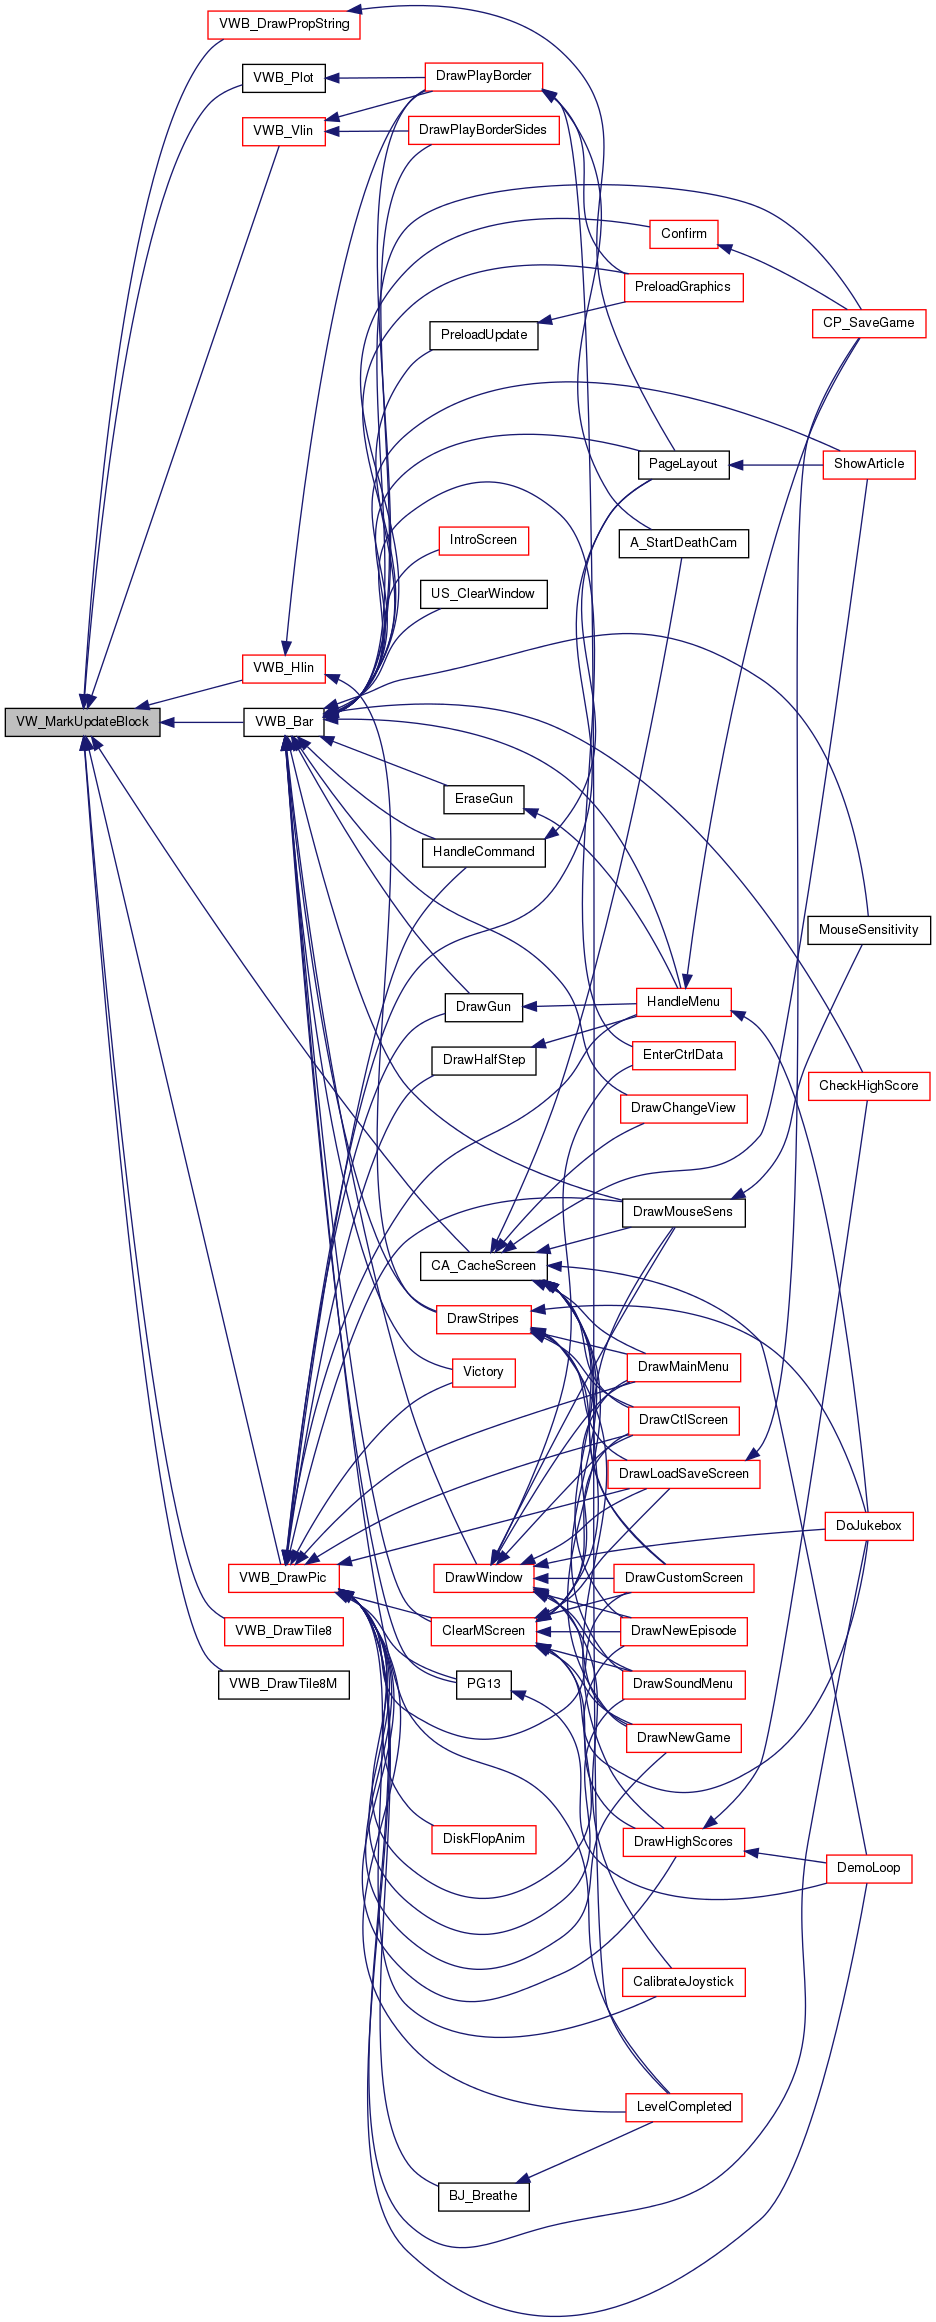 VWB_DrawPropString
VWB_Plot
DrawPlayBorder
VWB_Vlin
DrawPlayBorderSides
Confirm
PreloadGraphics
CP_SaveGame
PreloadUpdate
PageLayout
ShowArticle
IntroScreen
A_StartDeathCam
US_ClearWindow
VWB_Hlin
VW_MarkUpdateBlock
VWB_Bar
EraseGun
HandleCommand
MouseSensitivity
DrawGun
HandleMenu
DrawHalfStep
EnterCtrlData
CheckHighScore
DrawChangeView
DrawMouseSens
CA_CacheScreen
DrawStripes
DrawMainMenu
Victory
DrawCtlScreen
DrawLoadSaveScreen
DoJukebox
VWB_DrawPic
DrawWindow
DrawCustomScreen
VWB_DrawTile8
ClearMScreen
DrawNewEpisode
VWB_DrawTile8M
PG13
DrawSoundMenu
DrawNewGame
DiskFlopAnim
DrawHighScores
DemoLoop
CalibrateJoystick
LevelCompleted
BJ_Breathe